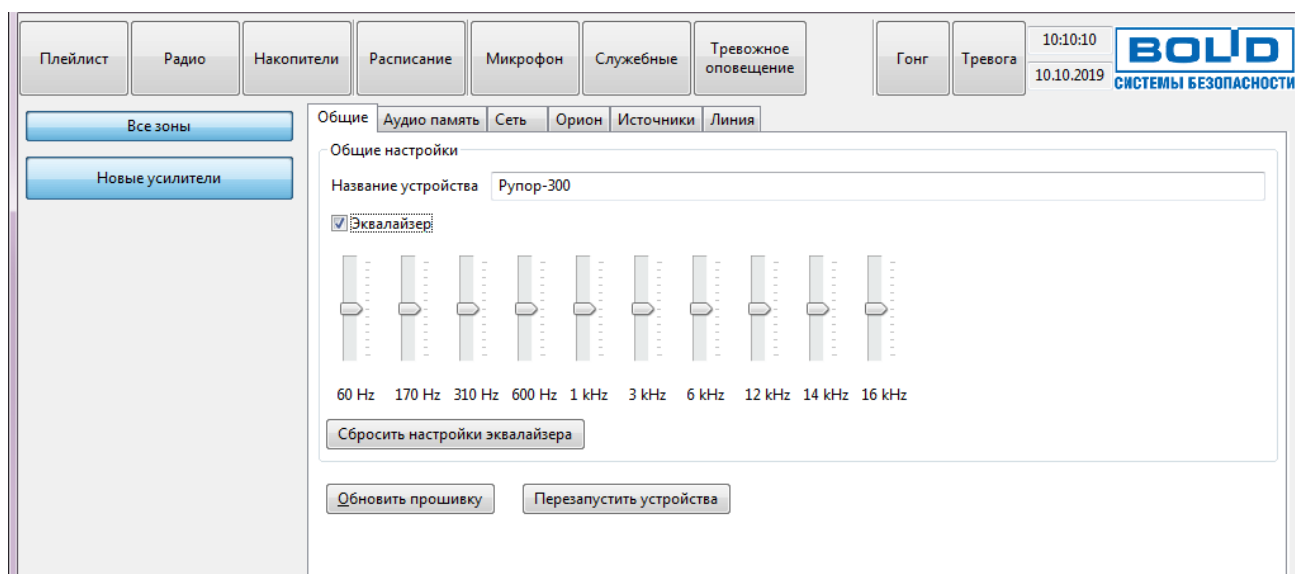 Плейлист
Радио
Накопители
Расписание
Микрофон
Служебные
Тревожное
оповещение
Гонг
Тревога
10:10:10
10.10.2019
BOLID
СИСТЕМЫ БЕЗОПАСНОСТИ
Все зоны
Новые усилители
Общие Аудио память Сеть Орион Источники Линия
Общие настройки
Название устройства Рупор-300
Эквалайзер
60 Hz 170 Hz 310 Hz 600 Hz 1 kHz 3 kHz 6 kHz 12 kHz 14 kHz 16 kHz
Сбросить настройки эквалайзера
Обновить прошивку Перезапустить устройства